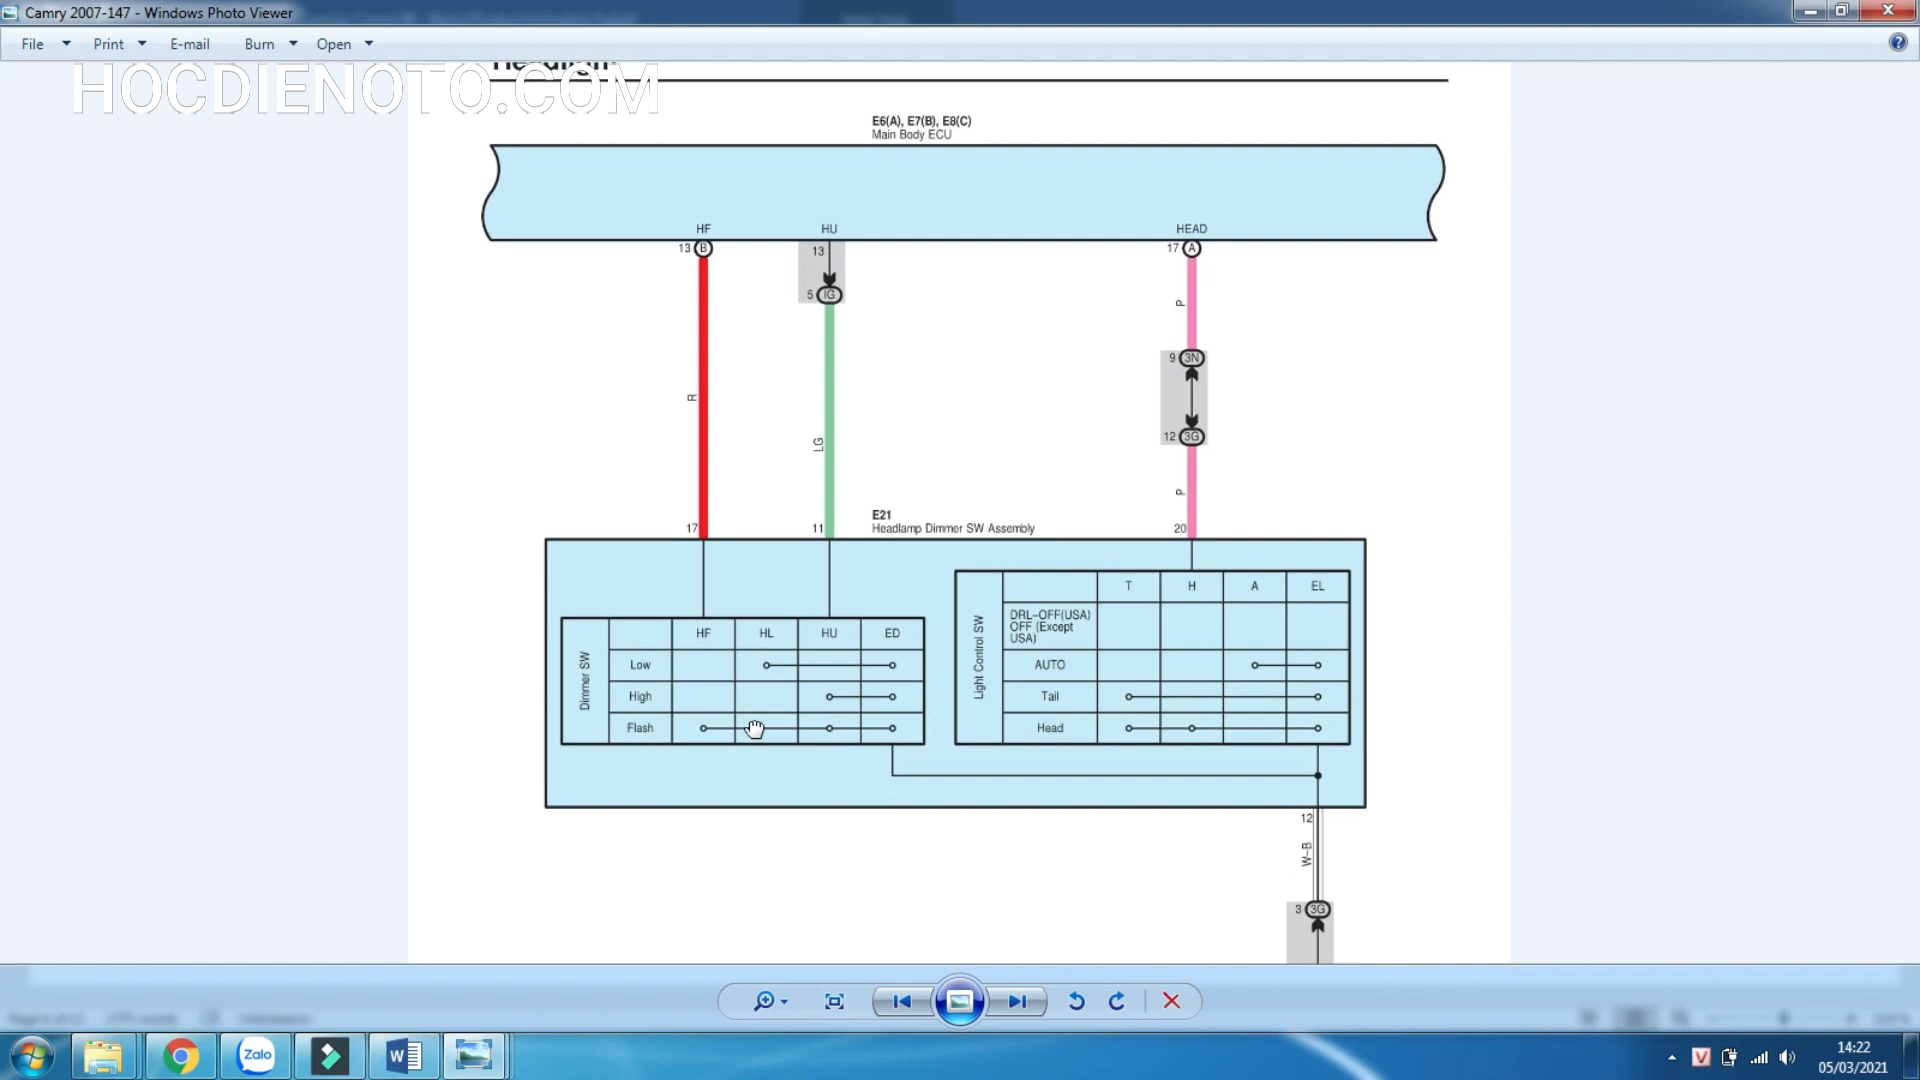 Camry 2007-147 - Windows Photo Viewer
File Print E-mail Burn Open
Headlight
HOCDIENOTO.COM
E6(A), E7(B), E8(C)
Main Body ECU
HF HU HEAD
13 B 13 17 A
5 IG
P
9 3N
R
12 3G
LG
P
E21
Headlamp Dimmer SW Assembly
17 11 20
Dimmer SW
HF HL HU ED
Low
High
Flash
Light Control SW
T H A EL
DRL-OFF(USA)
OFF (Except
USA)
AUTO
Tail
Head
12
W-B
3 3G
Zalo
W
V
14:22
05/03/2021